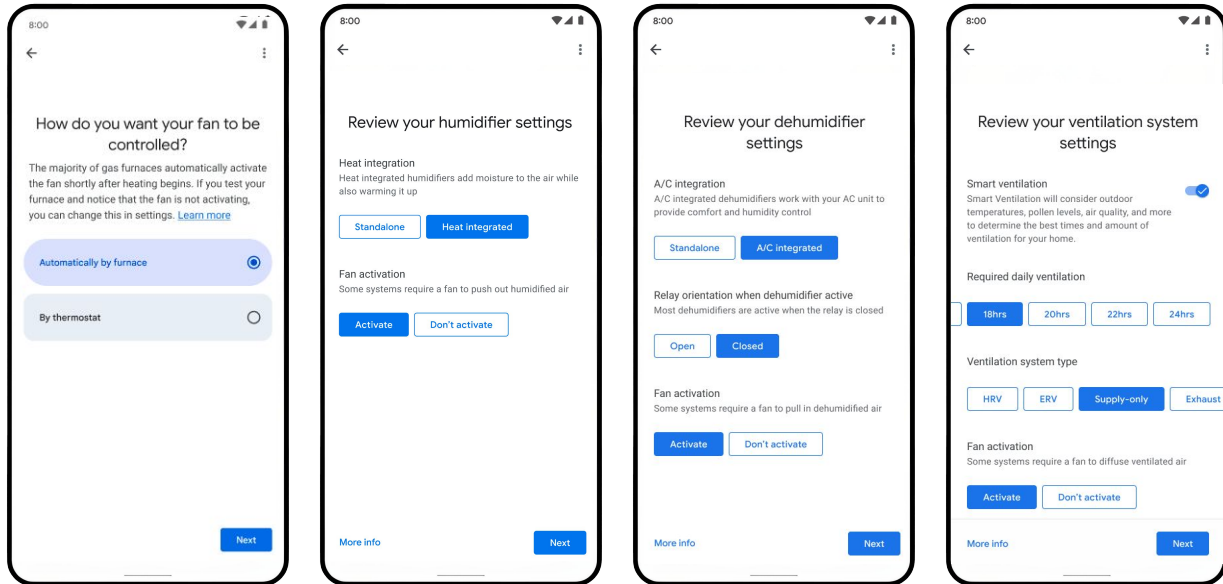 8:00
How do you want your fan to be
controlled?
The majority of gas furnaces automatically activate
the fan shortly after heating begins. If you test your
furnace and notice that the fan is not activating,
you can change this in settings. Learn more
Automatically by furnace
By thermostat
Next
8:00
Review your humidifier settings
Heat integration
Heat integrated humidifiers add moisture to the air while
also warming it up
Standalone
Heat integrated
Fan activation
Some systems require a fan to push out humidified air
Activate
Don't activate
More info
Next
8:00
Review your dehumidifier
settings
A/C integration
A/C integrated dehumidifiers work with your AC unit to
provide comfort and humidity control
Standalone
A/C integrated
Relay orientation when dehumidifier active
Most dehumidifiers are active when the relay is closed
Open
Closed
Fan activation
Some systems require a fan to pull in dehumidified air
Activate
Don't activate
More info
Next
8:00
Review your ventilation system
settings
Smart ventilation
Smart Ventilation will consider outdoor
temperatures, pollen levels, air quality, and more
to determine the best times and amount of
ventilation for your home.
Required daily ventilation
18hrs
20hrs
22hrs
24hrs
Ventilation system type
HRV
ERV
Supply-only
Exhaust
Fan activation
Some systems require a fan to diffuse ventilated air
Activate
Don't activate
More info
Next